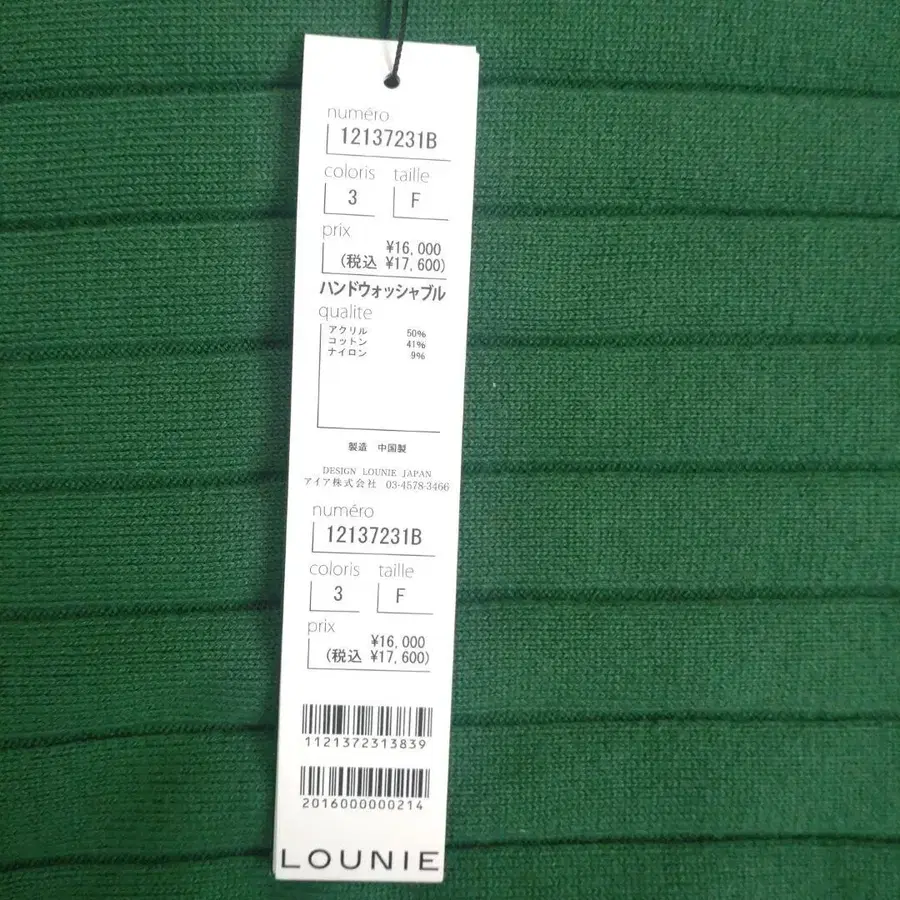 numéro
12137231B
coloris taille
3 F
prix
¥16,000
(税込 ¥17,600)
ハンドウォッシャブル
qualite
アクリル 50%
コットン 41%
ナイロン 9%
製造 中国製
DESIGN LOUNIE JAPAN
アイア株式会社 03-4578-3466
numéro
12137231B
coloris taille
3 F
prix
¥16,000
(税込 ¥17,600)
1121372313839
2016000000214
LOUNIE